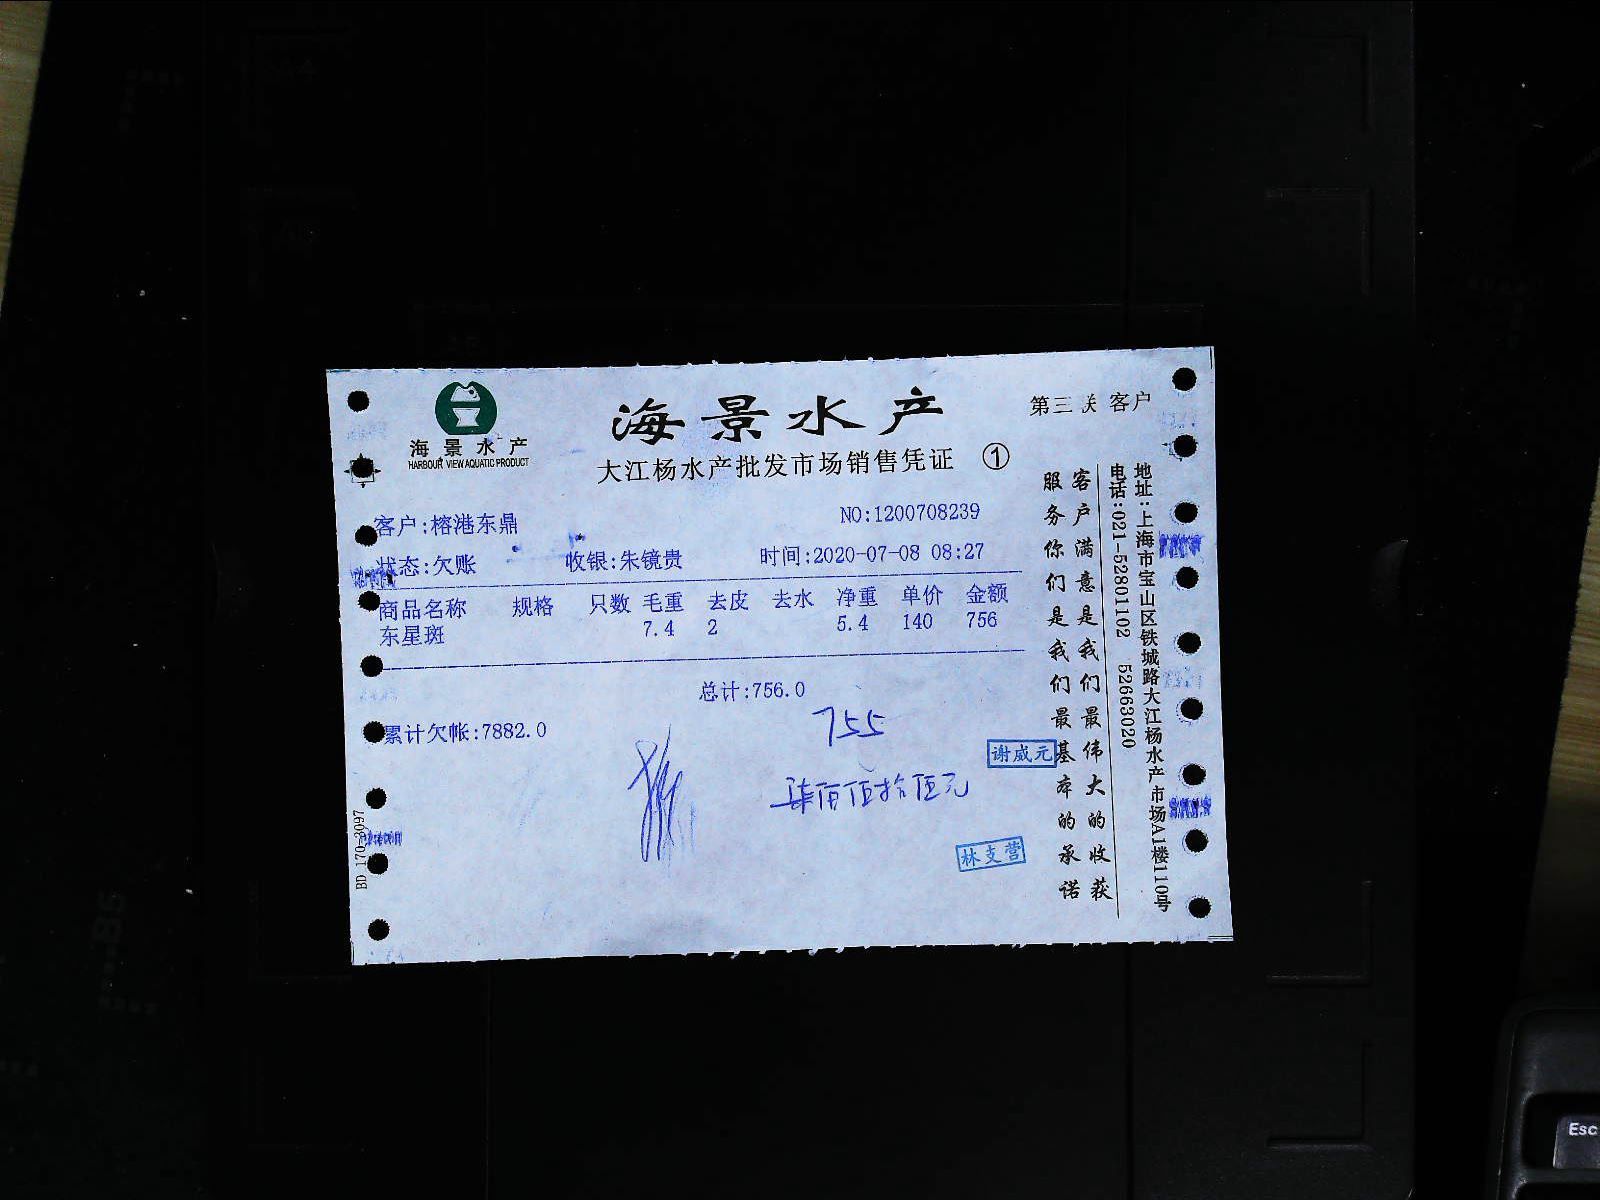 海景水产
HARBOUR VIEW AQUATIC PRODUCT
海景水产
大江杨水产批发市场销售凭证 ①
第三联 客户
客户:榕港东鼎
NO:1200708239
状态:欠账 收银:朱镜贵 时间:2020-07-08 08:27
商品名称 规格 只数 毛重 去皮 去水 净重 单价 金额
东星斑 7.4 2 5.4 140 756
总计:756.0
累计欠帐:7882.0
755
柒佰伍拾伍元
谢威元
林支营
客户满意是我们最伟大的收获
服务你们是我们最基本的承诺
地址:上海市宝山区铁城路大江杨水产市场A1楼110号
电话:021-52801102 52663020
BD 170-3097
Esc